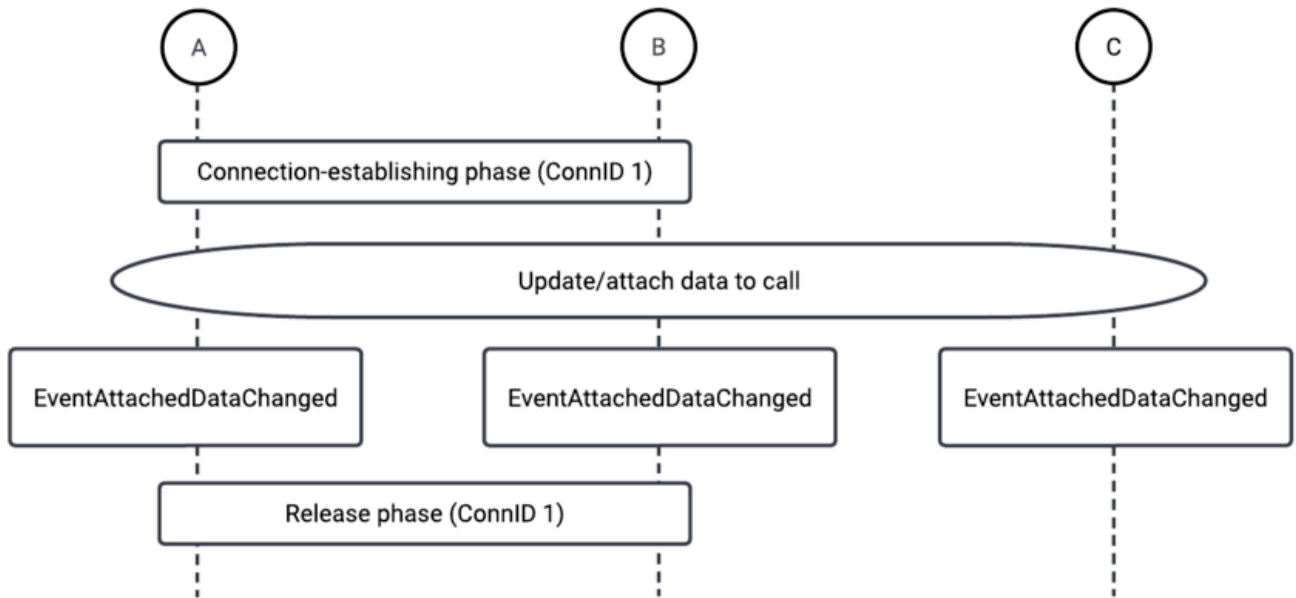 A
B
C
Connection-establishing phase (ConnID 1)
Update/attach data to call
EventAttachedDataChanged
EventAttachedDataChanged
EventAttachedDataChanged
Release phase (ConnID 1)